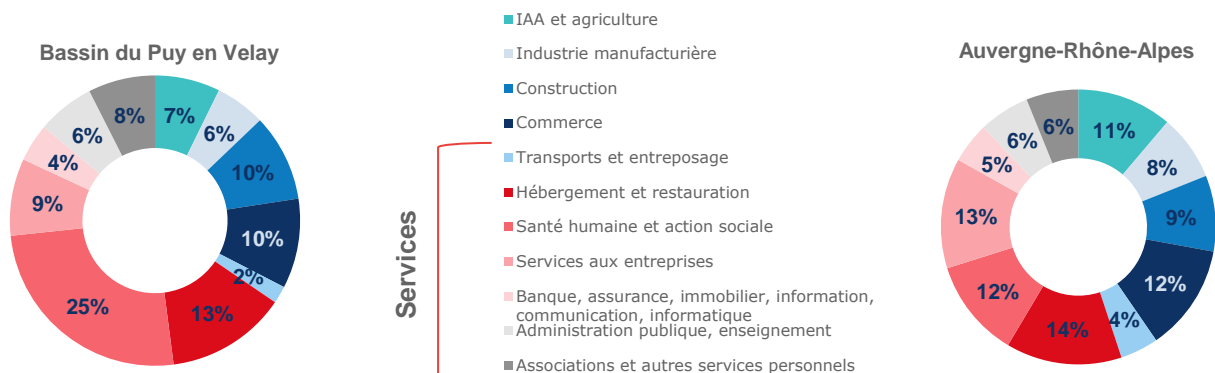 Bassin du Puy en Velay
7%
6%
10%
10%
2%
13%
25%
9%
4%
6%
8%
Services
IAA et agriculture
Industrie manufacturière
Construction
Commerce
Transports et entreposage
Hébergement et restauration
Santé humaine et action sociale
Services aux entreprises
Banque, assurance, immobilier, information,
communication, informatique
Administration publique, enseignement
Associations et autres services personnels
Auvergne-Rhône-Alpes
11%
8%
9%
12%
4%
14%
12%
13%
5%
6%
6%